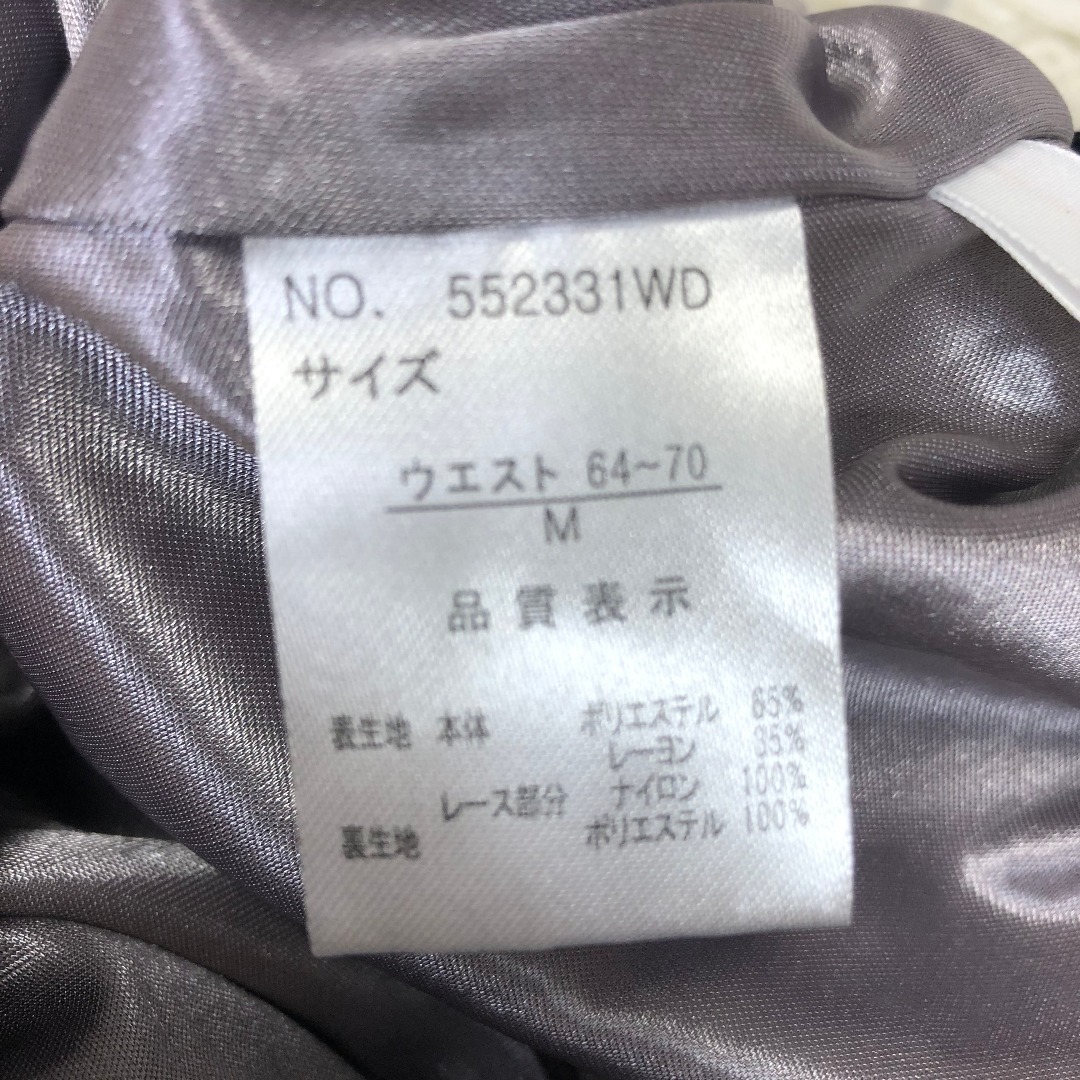 NO. 552331WD
サイズ
ウエスト 64~70
M
品質表示
表生地 本体 ポリエステル 65%
レーヨン 35%
レース部分 ナイロン 100%
裏生地 ポリエステル 100%